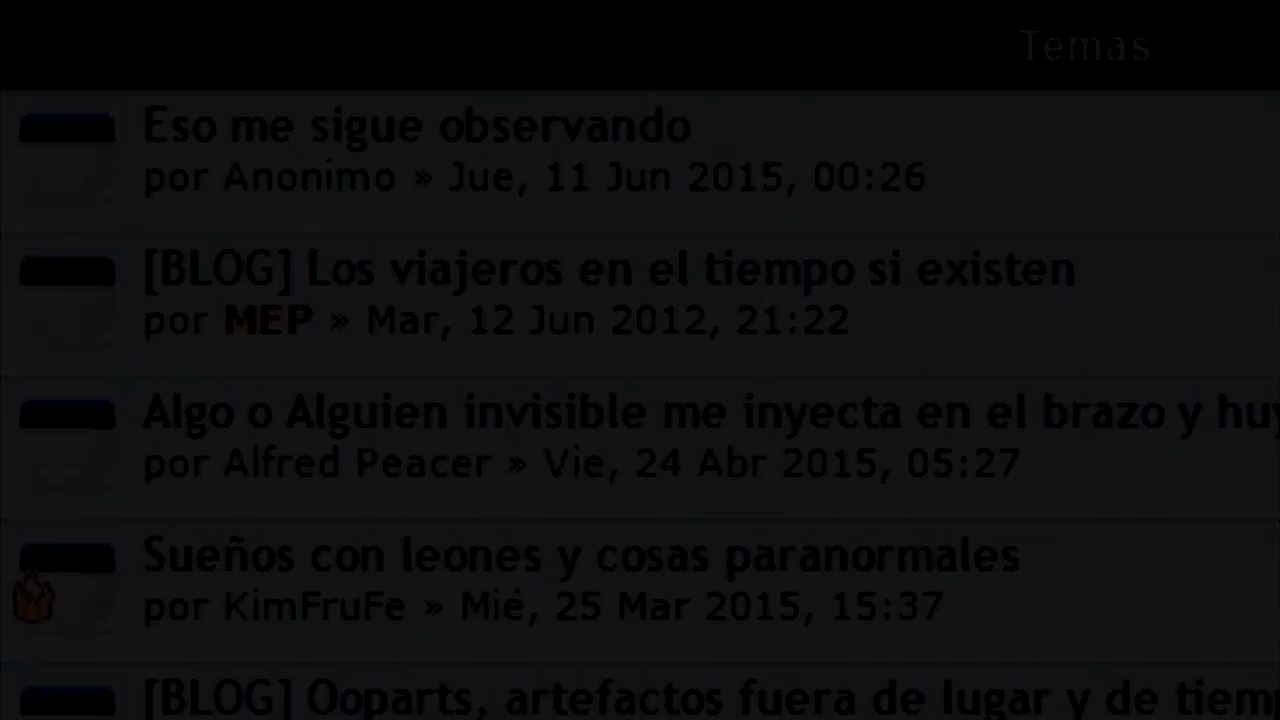 Temas
Eso me sigue observando
por Anonimo » Jue, 11 Jun 2015, 00:26
[BLOG] Los viajeros en el tiempo si existen
por MEP » Mar, 12 Jun 2012, 21:22
Algo o Alguien invisible me inyecta en el brazo y huy
por Alfred Peacer » Vie, 24 Abr 2015, 05:27
Sueños con leones y cosas paranormales
por KimFruFe » Mié, 25 Mar 2015, 15:37
[BLOG] Ooparts, artefactos fuera de lugar y de tiem